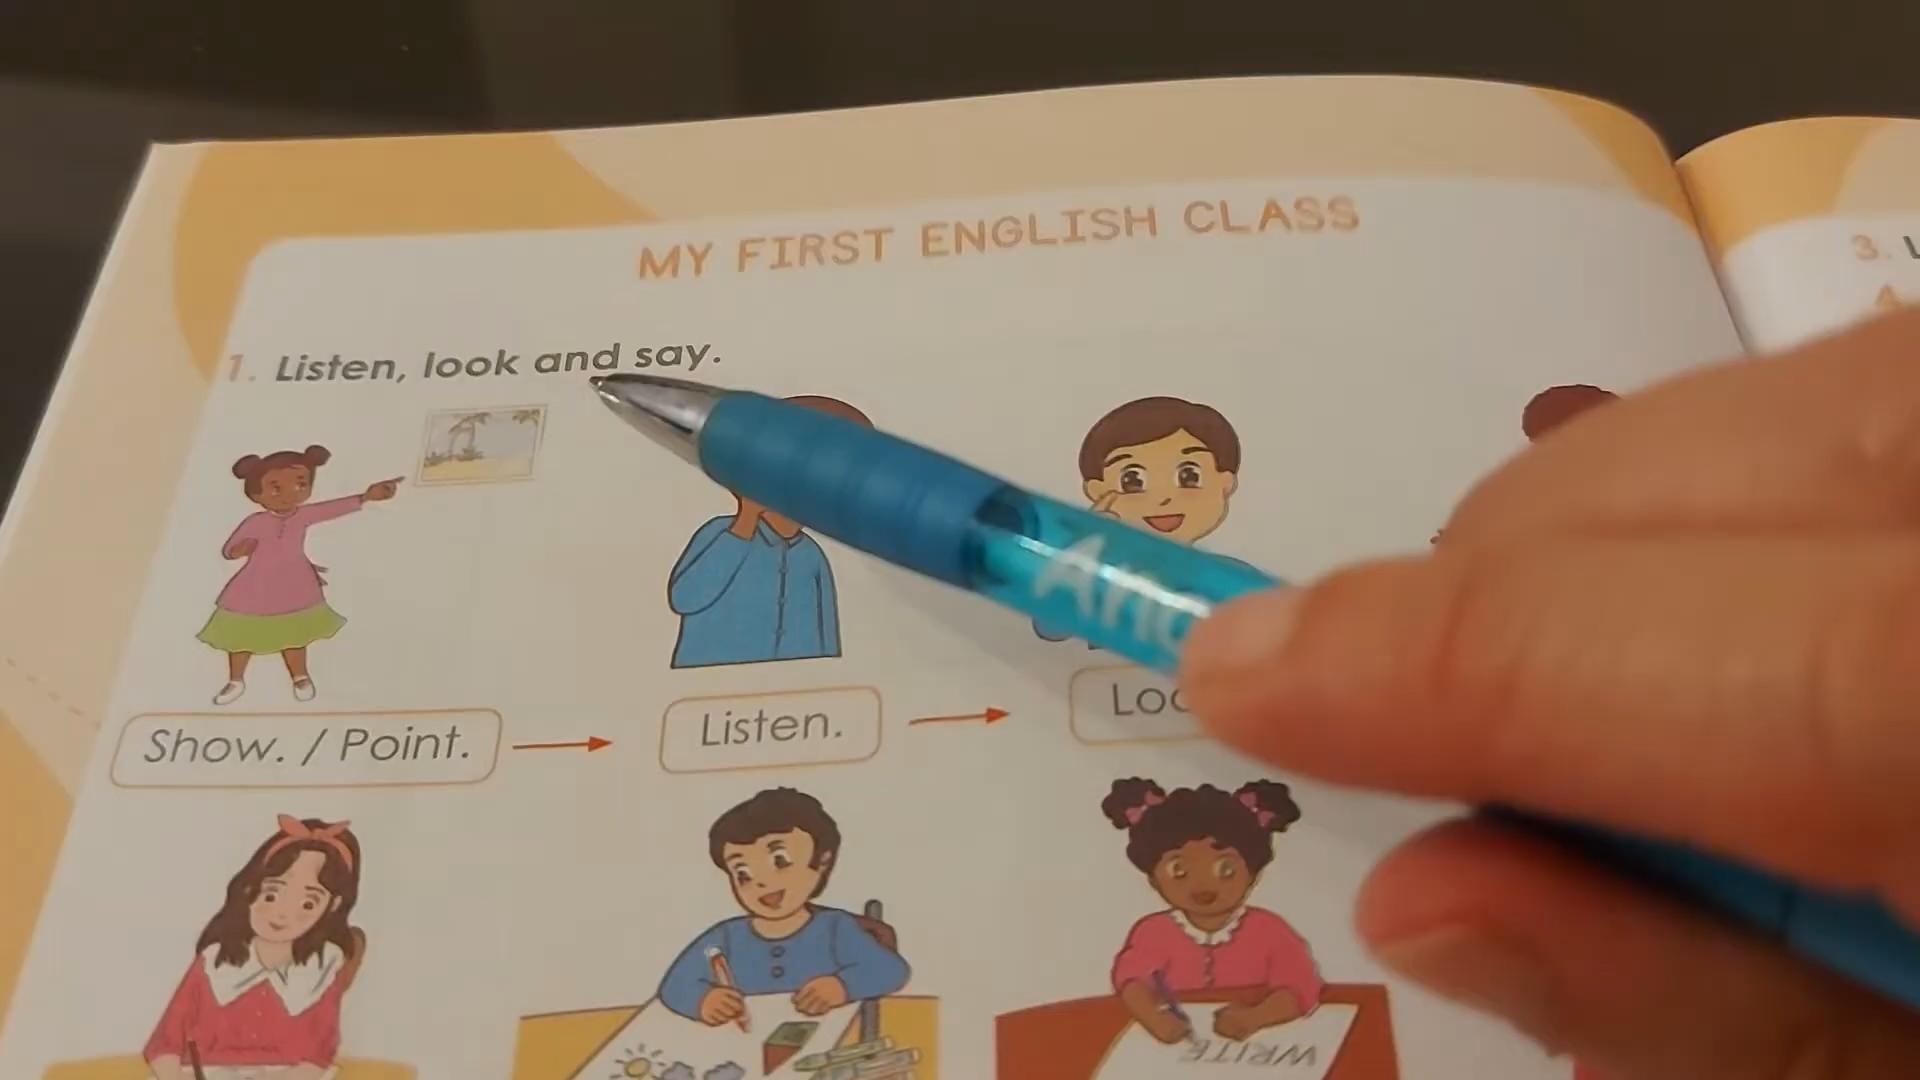 MY FIRST ENGLISH CLASS
3.
1. Listen, look and say.
Show. / Point.
Listen.
WRITE